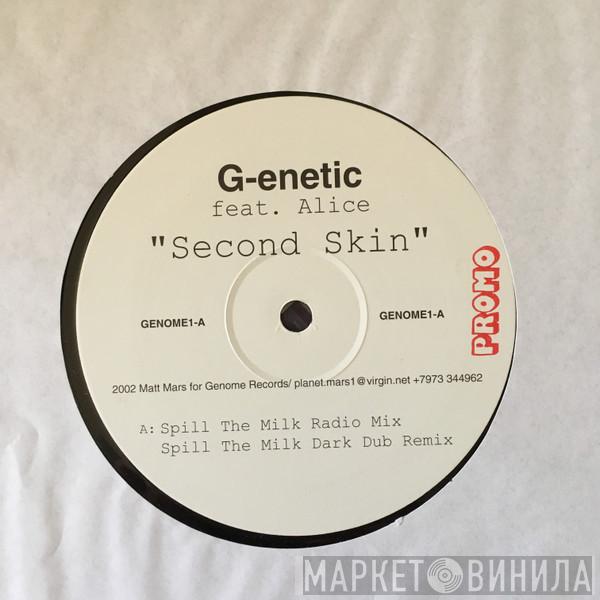 G-enetic
feat. Alice
"Second Skin"
PROMO
GENOME1-A
GENOME1-A
2002 Matt Mars for Genome Records/ planet.mars1@virgin.net +7973 344962
A: Spill The Milk Radio Mix
Spill The Milk Dark Dub Remix
МАРКЕТ ВИНИЛА